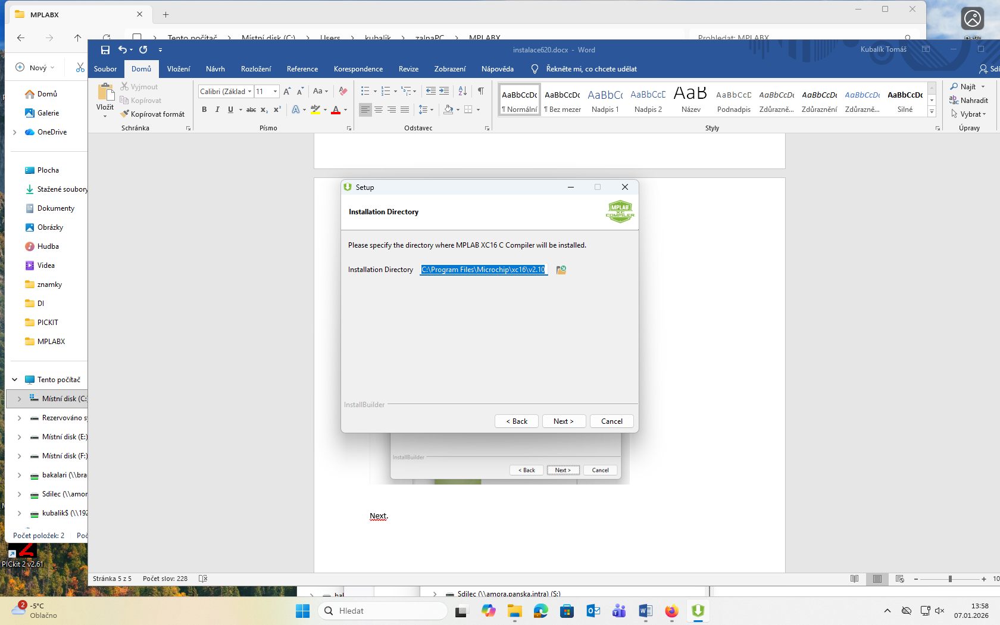 MPLABX
Tento počítač
Místní disk (C:)
Users
kubalik
zalnaPC
MPLABX
Prohledat: MPLABX
Další
instalace620.docx - Word
Kubalík Tomáš
Nový
Soubor
Domů
Vložení
Návrh
Rozložení
Reference
Korespondence
Revize
Zobrazení
Nápověda
Řekněte mi, co chcete udělat
Vložit
Vyjmout
Kopírovat
Kopírovat formát
Schránka
Calibri (Základ
11
Písmo
Odstavec
AaBbCcDc
AaBbCcDc
AaBbCc
AaBbCcD
AaB
AaBbCcD
AaBbCcDc
AaBbCcDc
AaBbCcDc
AaBbCcDc
¶ Normální
¶ Bez mezer
Nadpis 1
Nadpis 2
Název
Podnadpis
Zdůrazně...
Zdůraznění
Zdůrazně...
Silné
Styly
Najít
Nahradit
Vybrat
Úpravy
Domů
Galerie
OneDrive
Plocha
Stažené soubory
Dokumenty
Obrázky
Hudba
Videa
znamky
DI
PICKIT
MPLABX
Tento počítač
Místní disk (C:)
Rezervováno sy
Místní disk (E:)
Místní disk (F:)
bakalari (\\bra
Sdilec (\\amor
kubalik$ (\\192
Počet položek: 2
Poč
PICkit 2 v2.61
Setup
Installation Directory
MPLAB
XC
COMPILER
Please specify the directory where MPLAB XC16 C Compiler will be installed.
Installation Directory
C:\Program Files\Microchip\xc16\v2.10
InstallBuilder
< Back
Next >
Cancel
InstallBuilder
< Back
Next >
Cancel
Next.
Stránka 5 z 5
Počet slov: 228
10
bal
Sdilec (\\amora.panska.intra) (S:)
2
-5°C
Oblačno
Hledat
13:58
07.01.2026